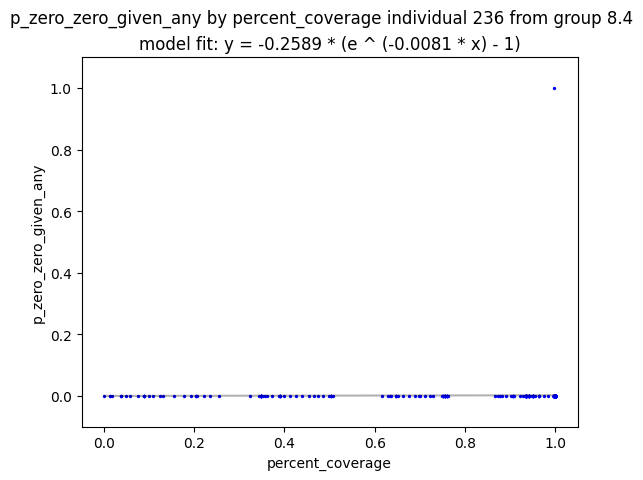 p_zero_zero_given_any by percent_coverage individual 236 from group 8.4
model fit: y = -0.2589 * (e ^ (-0.0081 * x) - 1)
1.0
0.8
0.6
0.4
0.2
0.0
p_zero_zero_given_any
0.0 0.2 0.4 0.6 0.8 1.0
percent_coverage